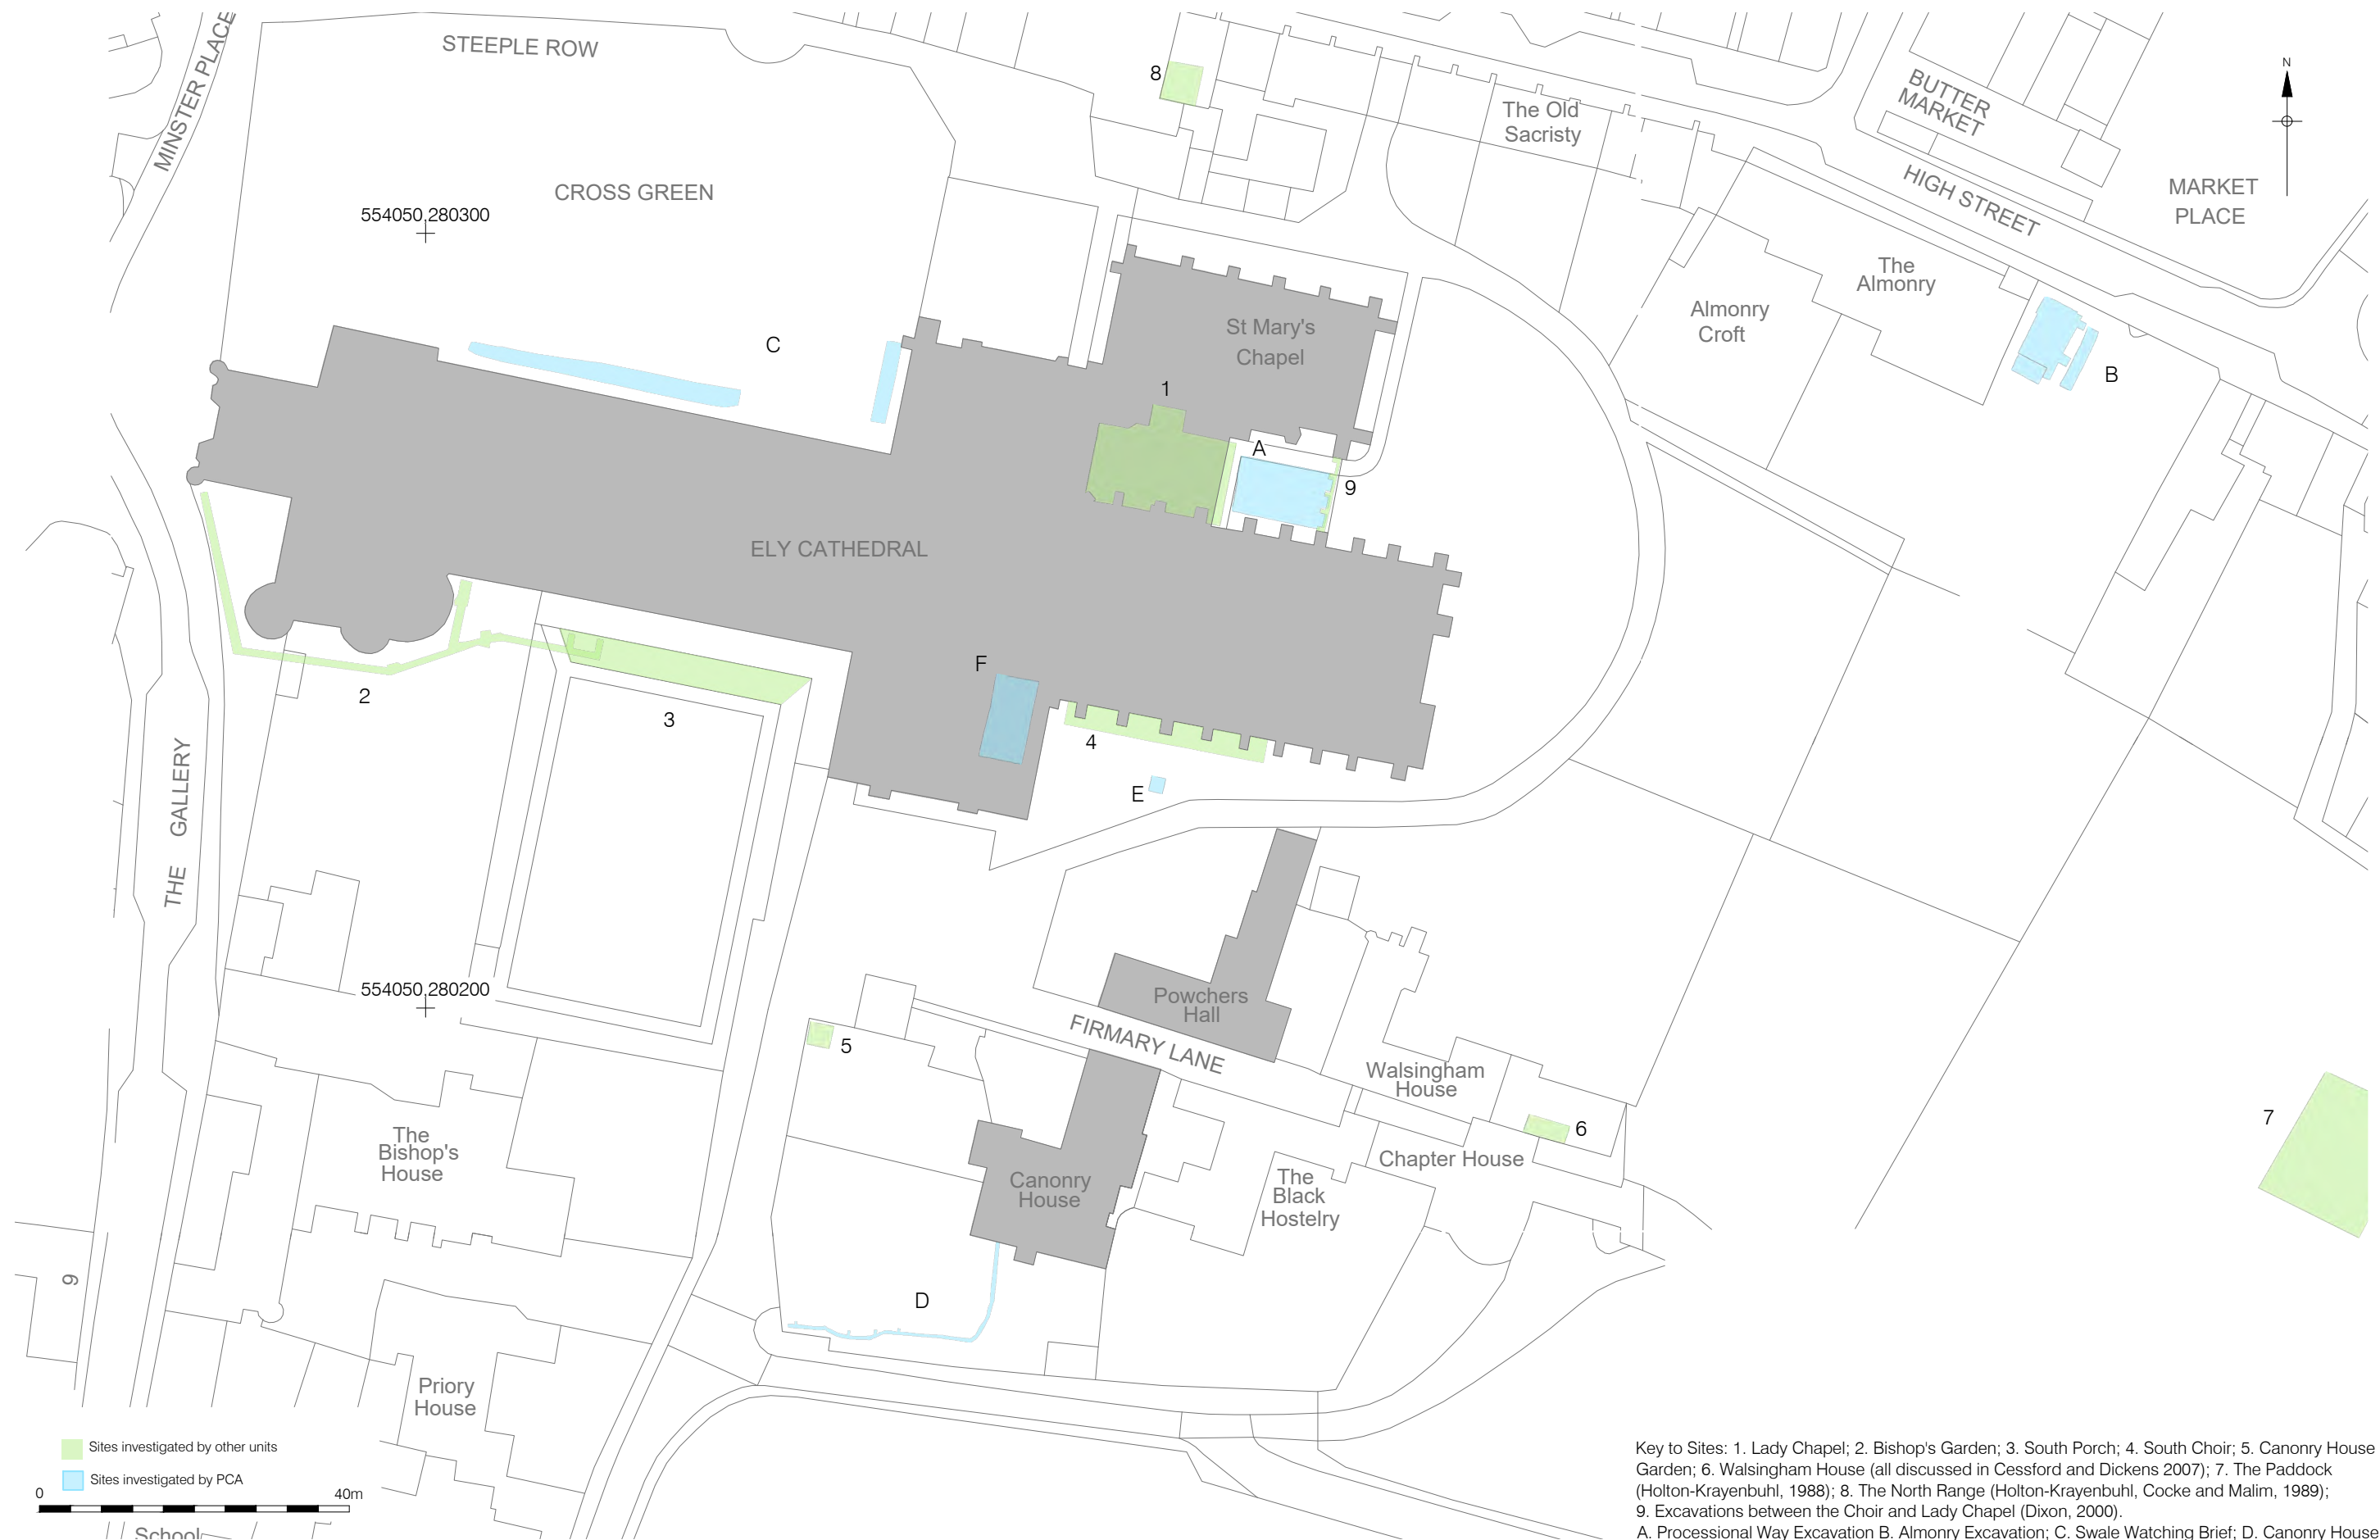 STEEPLE ROW
MINSTER PLACE
8
The Old
Sacristy
BUTTER
MARKET
N
MARKET
PLACE
HIGH STREET
CROSS GREEN
554050,280300
The
Almonry
Almonry
Croft
St Mary's
Chapel
C
B
1
A
9
ELY CATHEDRAL
F
2
3
4
E
THE GALLERY
554050,280200
Powchers
Hall
FIRMARY LANE
5
Walsingham
House
7
6
The
Bishop's
House
Chapter House
Canonry
House
The
Black
Hostelry
9
D
Priory
House
Sites investigated by other units
Sites investigated by PCA
0 40m
School
Key to Sites: 1. Lady Chapel; 2. Bishop's Garden; 3. South Porch; 4. South Choir; 5. Canonry House
Garden; 6. Walsingham House (all discussed in Cessford and Dickens 2007); 7. The Paddock
(Holton-Krayenbuhl, 1988); 8. The North Range (Holton-Krayenbuhl, Cocke and Malim, 1989);
9. Excavations between the Choir and Lady Chapel (Dixon, 2000).
A. Processional Way Excavation B. Almonry Excavation; C. Swale Watching Brief; D. Canonry House